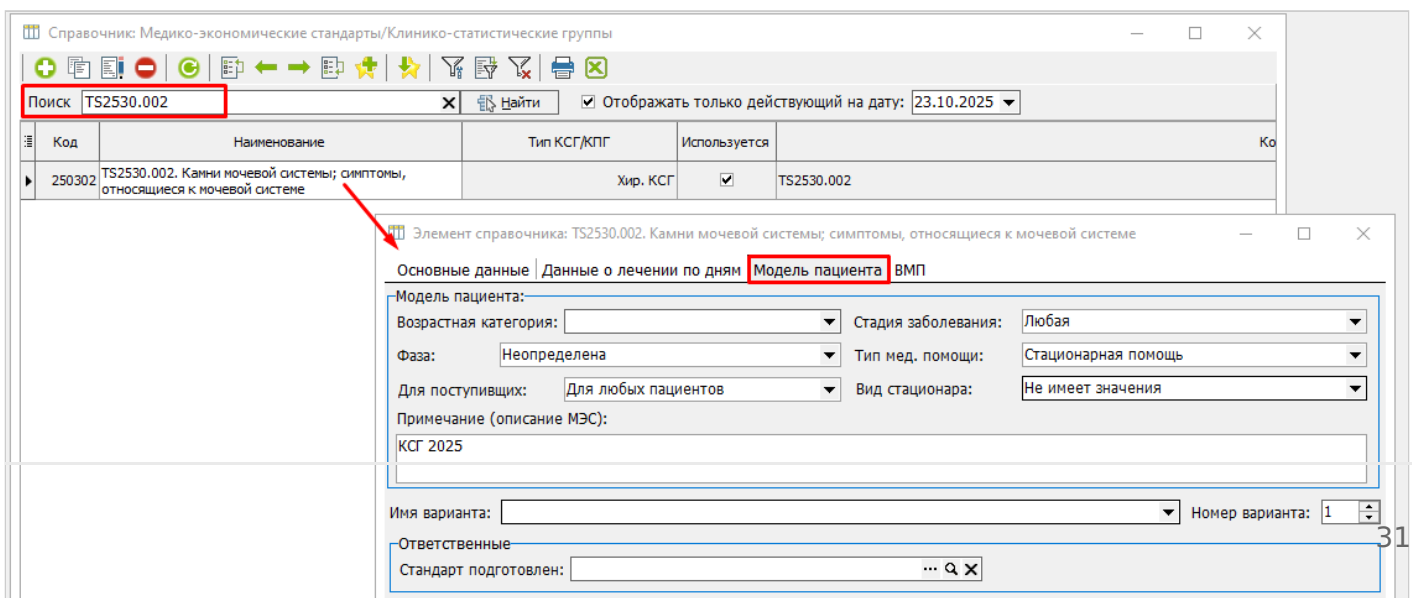 Справочник: Медико-экономические стандарты/Клинико-статистические группы
Поиск TS2530.002 Найти Отображать только действующий на дату: 23.10.2025
Код Наименование Тип КСГ/КПГ Используется Ко
250302 TS2530.002. Камни мочевой системы; симптомы, относящиеся к мочевой системе Хир. КСГ TS2530.002
Элемент справочника: TS2530.002. Камни мочевой системы; симптомы, относящиеся к мочевой системе
Основные данные Данные о лечении по дням Модель пациента ВМП
Модель пациента:
Возрастная категория: Стадия заболевания: Любая
Фаза: Неопределена Тип мед. помощи: Стационарная помощь
Для поступивщих: Для любых пациентов Вид стационара: Не имеет значения
Примечание (описание МЭС):
КСГ 2025
Имя варианта: Номер варианта: 1
31
Ответственные
Стандарт подготовлен: